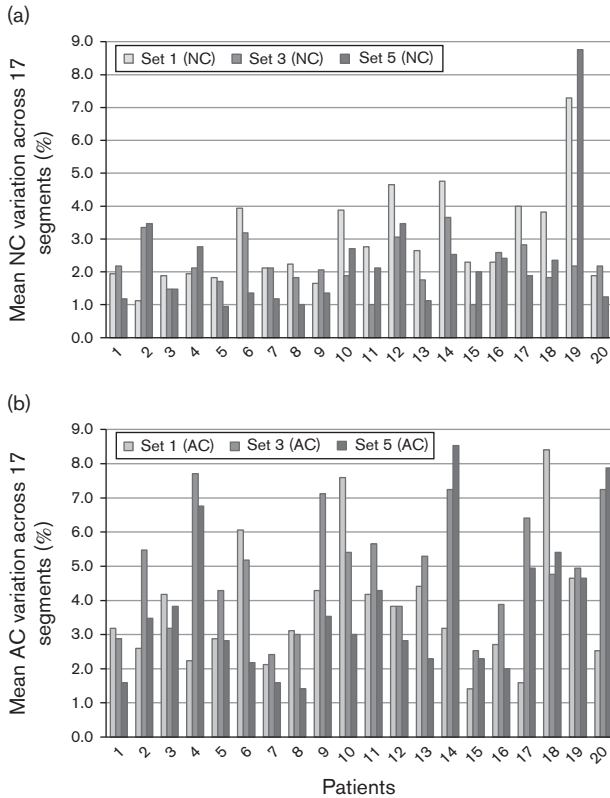 (a)
Mean NC variation across 17
segments (%)
9.0
8.0
7.0
6.0
5.0
4.0
3.0
2.0
1.0
0.0
Set 1 (NC) Set 3 (NC) Set 5 (NC)
1 2 3 4 5 6 7 8 9 10 11 12 13 14 15 16 17 18 19 20
(b)
Mean AC variation across 17
segments (%)
9.0
8.0
7.0
6.0
5.0
4.0
3.0
2.0
1.0
0.0
Set 1 (AC) Set 3 (AC) Set 5 (AC)
1 2 3 4 5 6 7 8 9 10 11 12 13 14 15 16 17 18 19 20
Patients